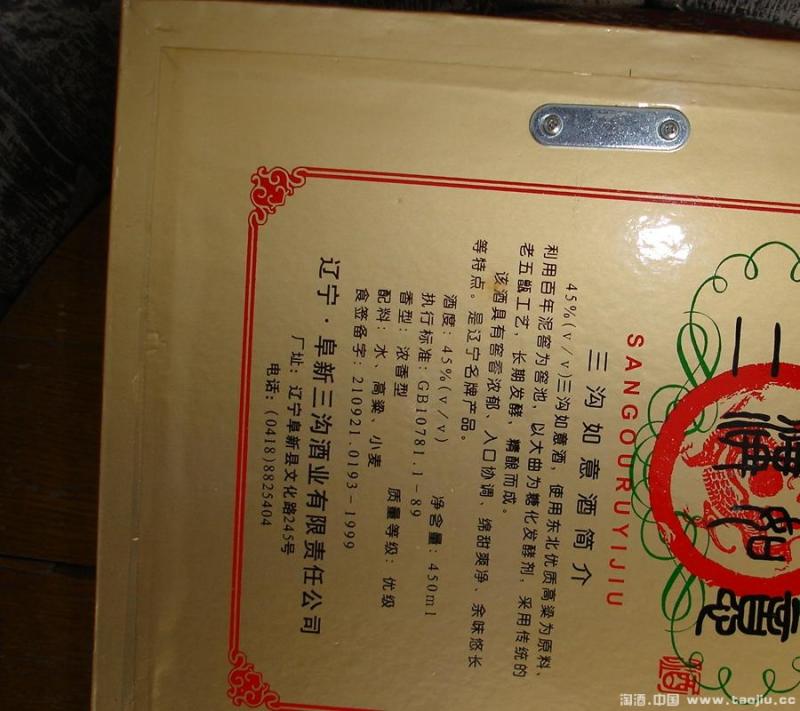 三沟如意
酒
SANGOURUYIJIU
三沟如意酒简介
45%(v/v)三沟如意酒，使用东北优质高粱为原料、
利用百年泥窖为窖池，以大曲为糖化发酵剂，采用传统的
老五甑工艺，长期发酵，精酿而成。
该酒具有窖香浓郁、入口协调、绵甜爽净、余味悠长
等特点。是辽宁名牌产品。
酒度：45%(v/v) 净含量：450ml
执行标准：GB10781.1-89
香型：浓香型 质量等级：优级
配料：水、高粱、小麦
食签备字：210921.0193-1999
辽宁·阜新三沟酒业有限责任公司
厂址：辽宁阜新县文化路245号
电话：(0418)8825404
淘酒.中国 www.taojiu.cc